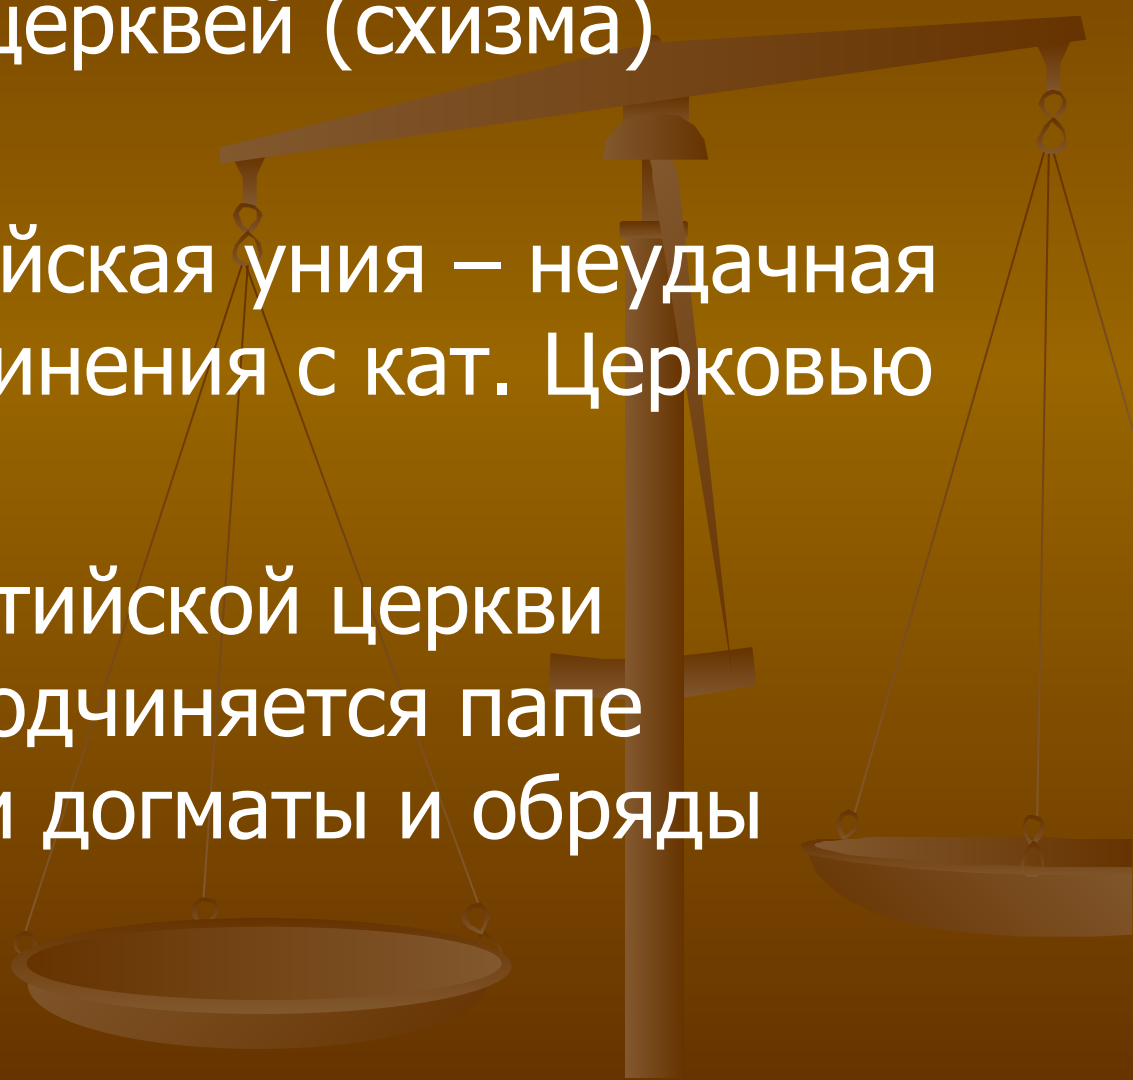 церквей (схизма)
йская уния – неудачная
инения с кат. Церковью
тийской церкви
одчиняется папе
и догматы и обряды